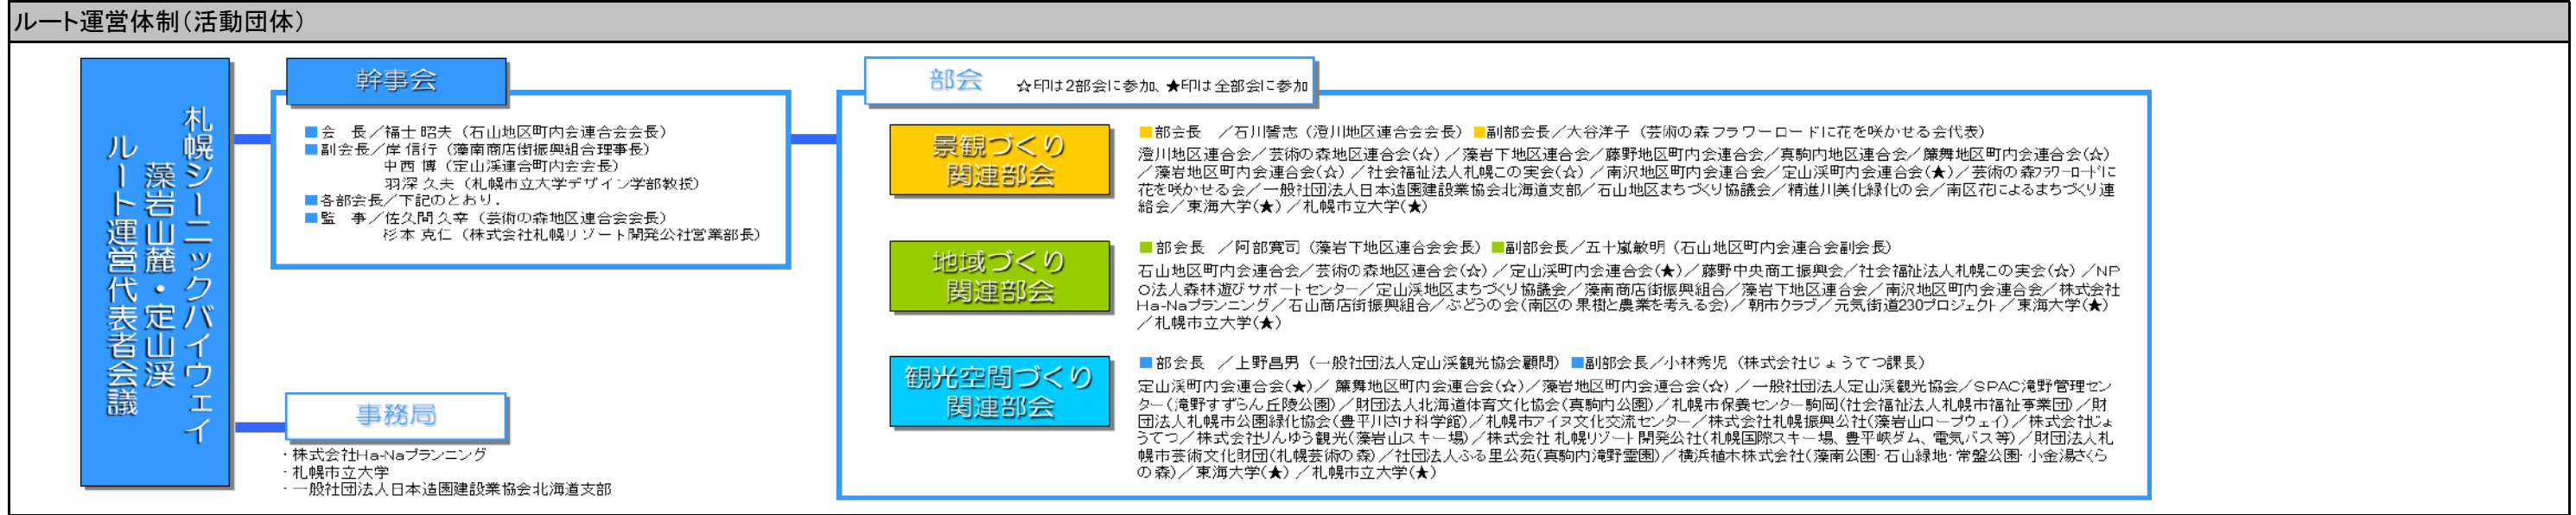 ルート運営体制（活動団体）
札幌シーニックバイウェイ
藻岩山麓・定山渓
ルート運営代表者会議
幹事会
■会　長／福士 昭夫（石山地区町内会連合会会長）
■副会長／岸 信行（藻南商店街振興組合理事長）
中西 博（定山渓連合町内会会長）
羽深 久夫（札幌市立大学デザイン学部教授）
■各部会長／下記のとおり．
■監　事／佐久間 久幸（芸術の森地区連合会会長）
杉本 克仁（株式会社札幌リゾート開発公社営業部長）
事務局
・株式会社Ha-Naプランニング
・札幌市立大学
・一般社団法人日本造園建設業協会北海道支部
部会　☆印は2部会に参加、★印は全部会に参加
景観づくり
関連部会
■部会長　／石川誓志（澄川地区連合会会長）■副部会長／大谷洋子（芸術の森フラワーロードに花を咲かせる会代表）
澄川地区連合会／芸術の森地区連合会(☆)／藻岩下地区連合会／藤野地区町内会連合会／真駒内地区連合会／簾舞地区町内会連合会(☆)
／藻岩地区町内会連合会(☆)／社会福祉法人札幌この実会(☆)／南沢地区町内会連合会／定山渓町内会連合会(★)／芸術の森フラワーロードに
花を咲かせる会／一般社団法人日本造園建設業協会北海道支部／石山地区まちづくり協議会／精進川美化緑化の会／南区花によるまちづくり連
絡会／東海大学(★)／札幌市立大学(★)
地域づくり
関連部会
■部会長　／阿部寛司（藻岩下地区連合会会長）■副部会長／五十嵐敏明（石山地区町内会連合会副会長）
石山地区町内会連合会／芸術の森地区連合会(☆)／定山渓町内会連合会(★)／藤野中央商工振興会／社会福祉法人札幌この実会(☆)／NP
O法人森林遊びサポートセンター／定山渓地区まちづくり協議会／藻南商店街振興組合／藻岩下地区連合会／南沢地区町内会連合会／株式会社
Ha-Naプランニング／石山商店街振興組合／ぶどうの会(南区の果樹と農業を考える会)／朝市クラブ／元気街道230プロジェクト／東海大学(★)
／札幌市立大学(★)
観光空間づくり
関連部会
■部会長　／上野昌男（一般社団法人定山渓観光協会顧問）■副部会長／小林秀児（株式会社じょうてつ課長）
定山渓町内会連合会(★)／簾舞地区町内会連合会(☆)／藻岩地区町内会連合会(☆)／一般社団法人定山渓観光協会／SPAC滝野管理セン
ター(滝野すずらん丘陵公園)／財団法人北海道体育文化協会(真駒内公園)／札幌市保養センター駒岡(社会福祉法人札幌市福祉事業団)／財
団法人札幌市公園緑化協会(豊平川さけ科学館)／札幌市アイヌ文化交流センター／株式会社札幌振興公社(藻岩山ロープウェイ)／株式会社じょ
うてつ／株式会社りんゆう観光(藻岩山スキー場)／株式会社札幌リゾート開発公社(札幌国際スキー場、豊平峡ダム、電気バス等)／財団法人札
幌市芸術文化財団(札幌芸術の森)／社団法人ふる里公苑(真駒内滝野霊園)／横浜植木株式会社(藻南公園・石山緑地・常盤公園・小金湯さくら
の森)／東海大学(★)／札幌市立大学(★)